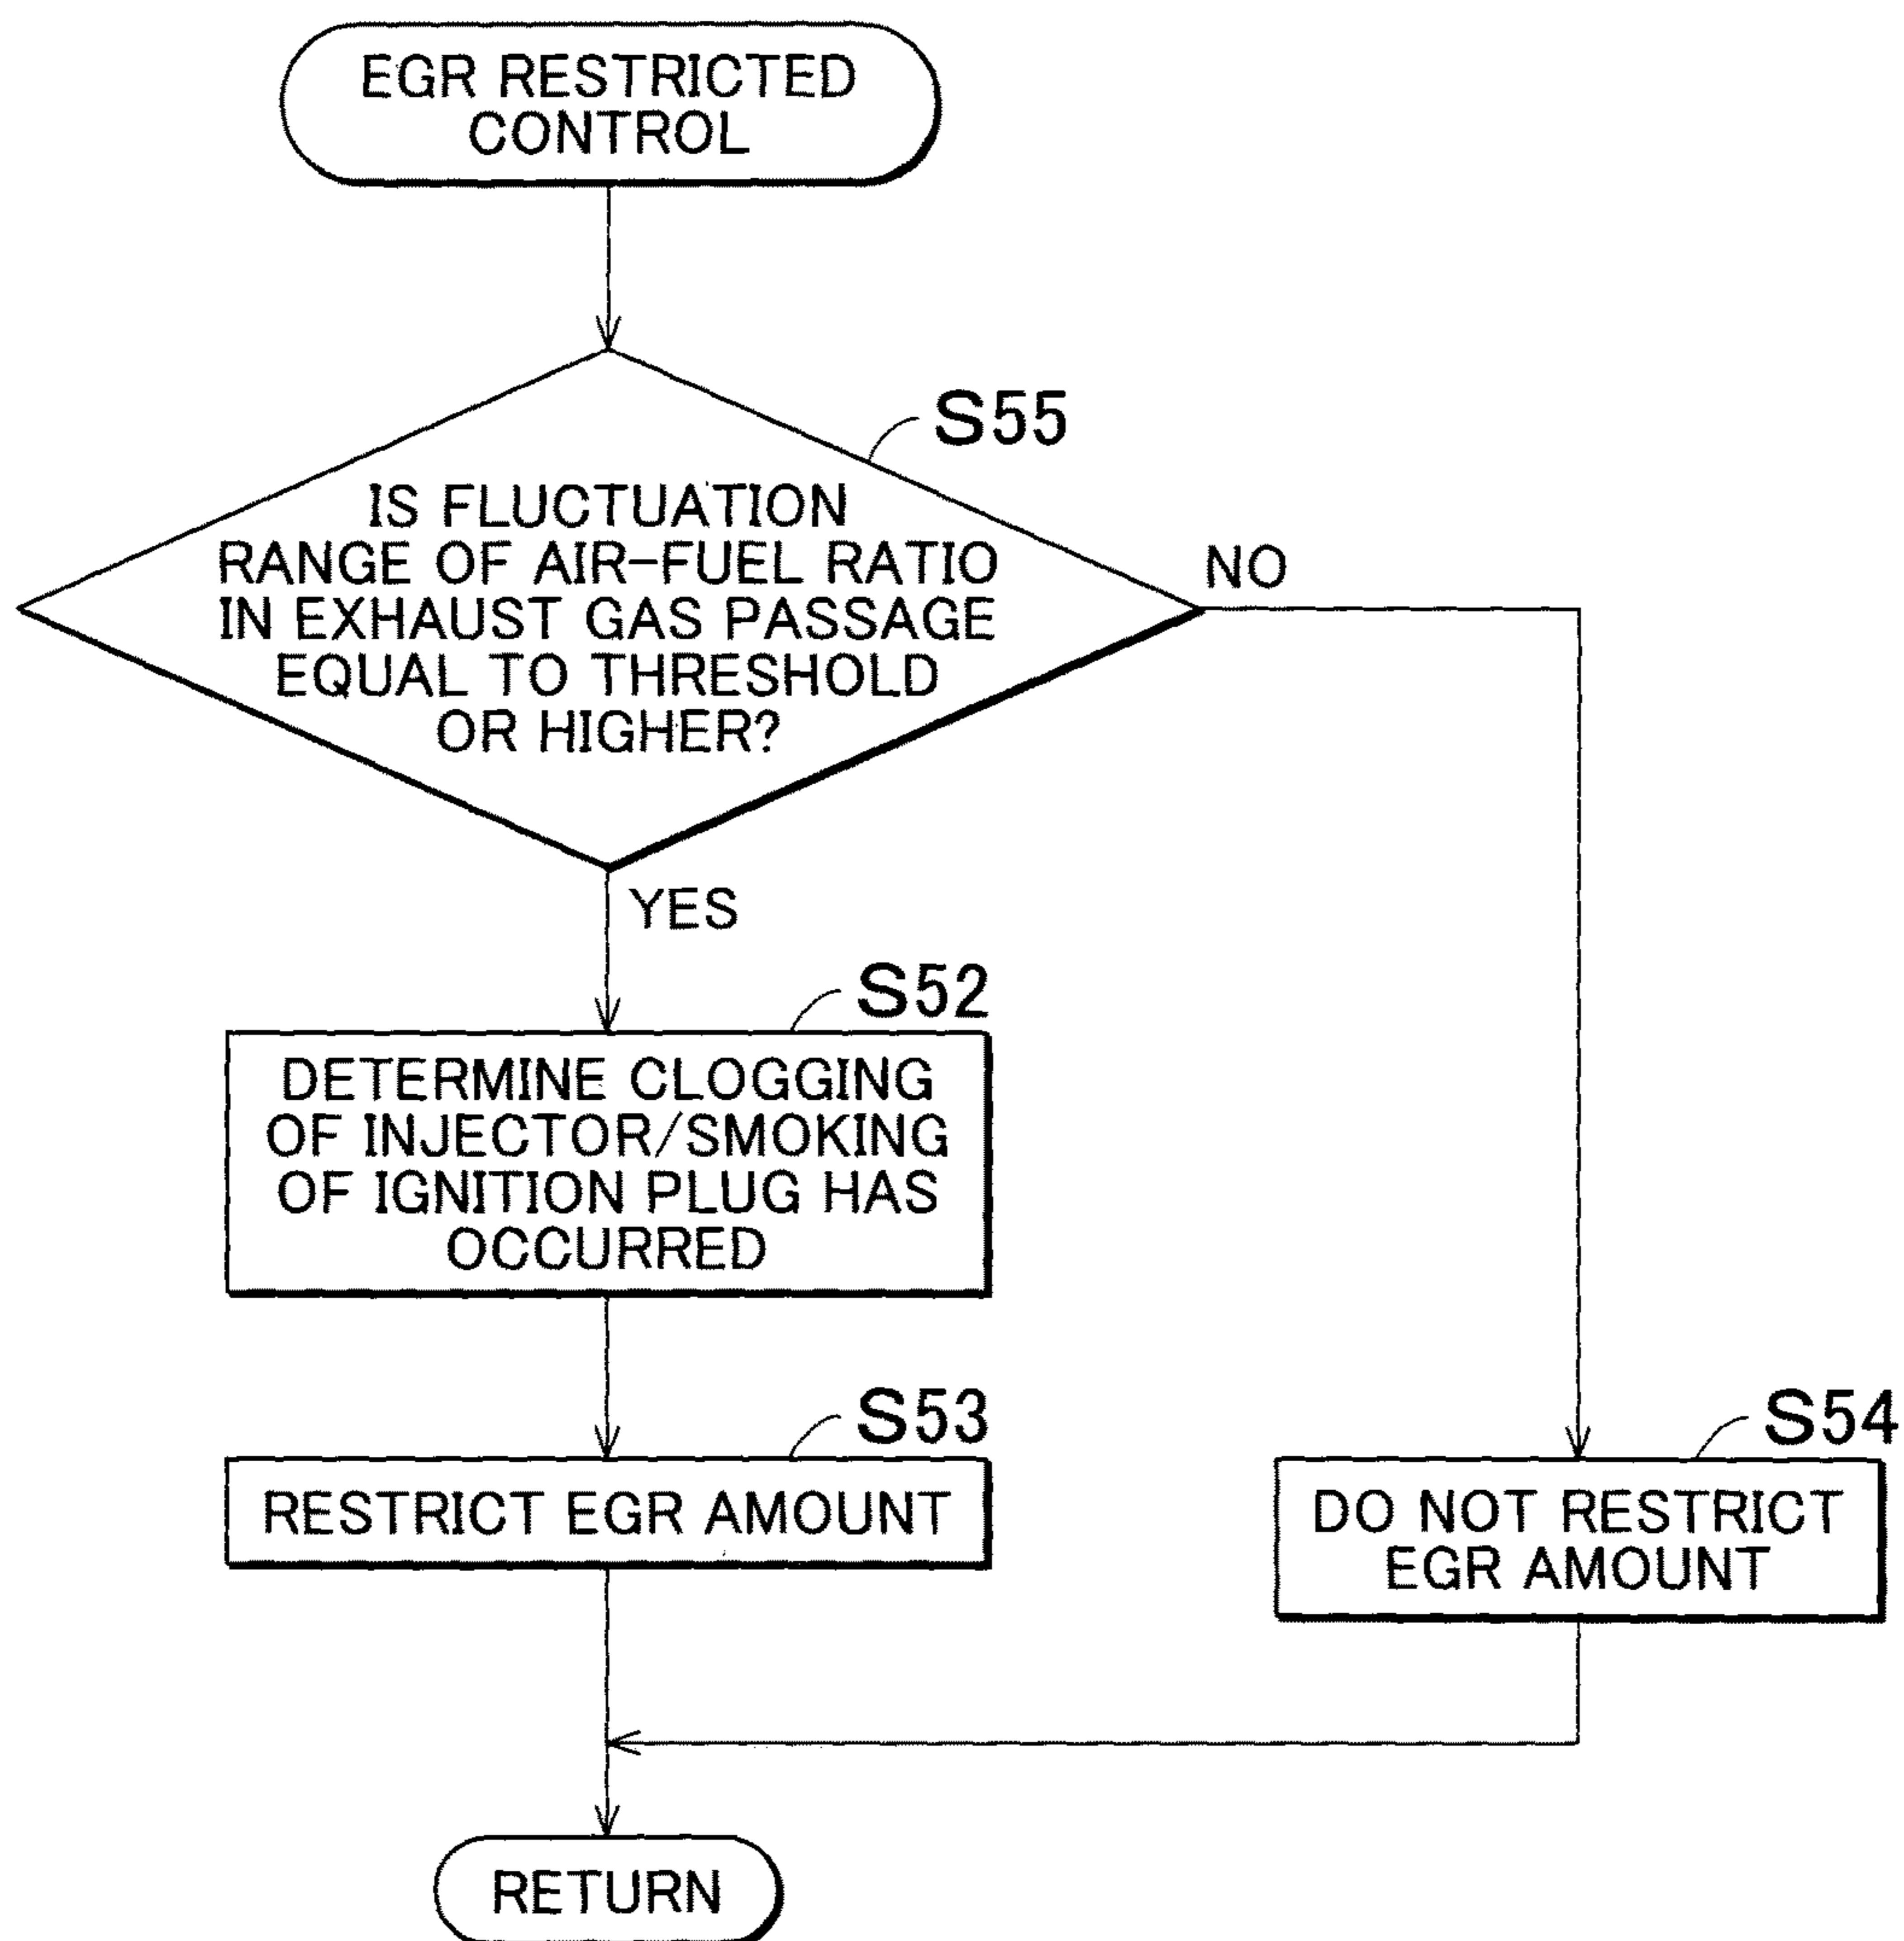 EGR RESTRICTED
CONTROL
S55
IS FLUCTUATION
RANGE OF AIR-FUEL RATIO
IN EXHAUST GAS PASSAGE
EQUAL TO THRESHOLD
OR HIGHER?
NO
YES
S52
DETERMINE CLOGGING
OF INJECTOR/SMOKING
OF IGNITION PLUG HAS
OCCURRED
S53
RESTRICT EGR AMOUNT
S54
DO NOT RESTRICT
EGR AMOUNT
RETURN